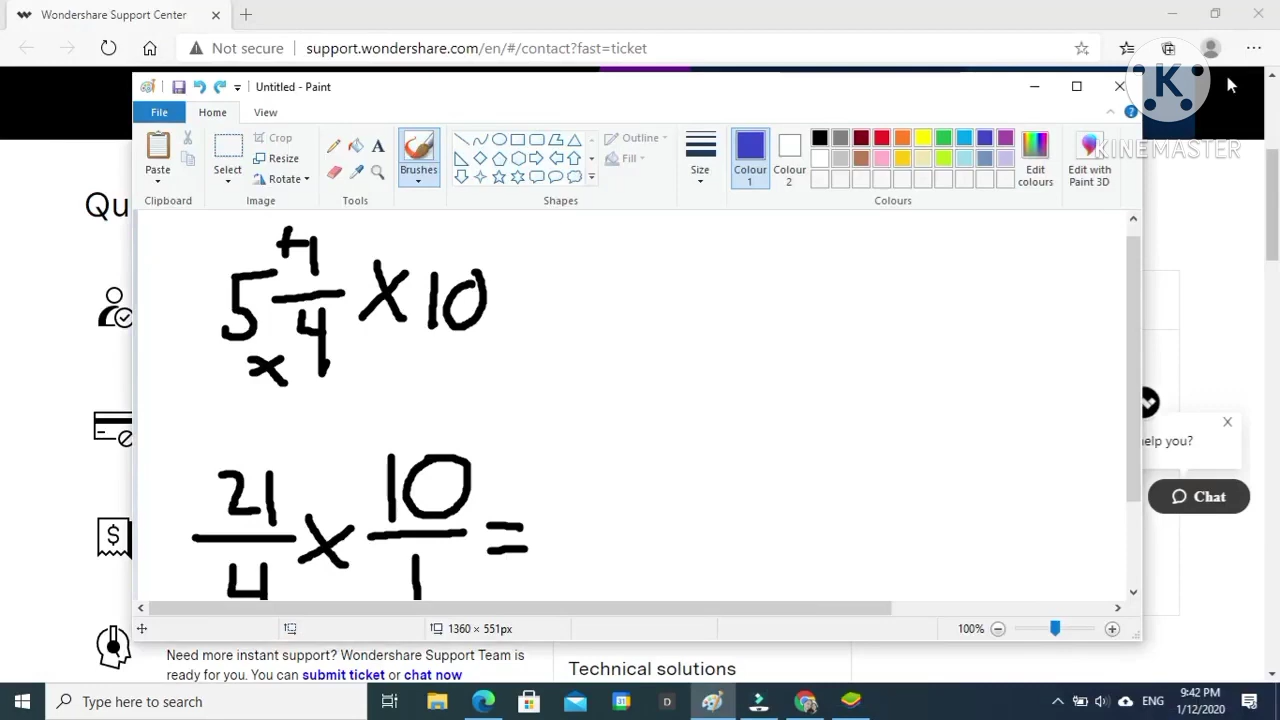 Wondershare Support Center
Not secure support.wondershare.com/en/#/contact?fast=ticket
K
KINEMASTER
Untitled - Paint
File Home View
Paste
Clipboard
Select
Crop
Resize
Rotate
Image
A
Tools
Brushes
Shapes
Outline
Fill
Size
Colour 1
Colour 2
Colours
Edit colours
Edit with Paint 3D
Qu
5 +1/4 × 10
×
21/4 × 10/1 =
elp you?
Chat
1360 × 551px
100%
Need more instant support? Wondershare Support Team is
ready for you. You can submit ticket or chat now
Technical solutions
Type here to search
ENG
9:42 PM
1/12/2020